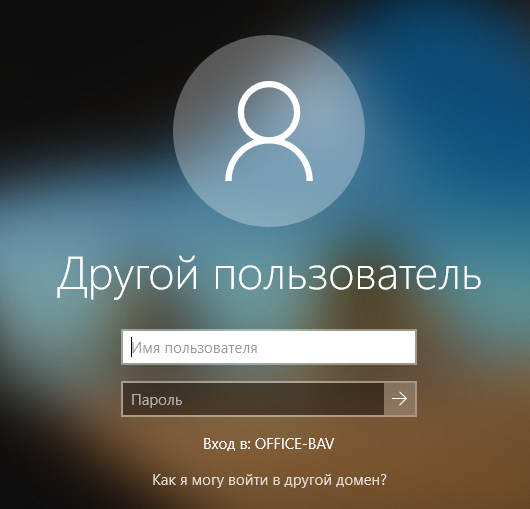 Другой пользователь
Имя пользователя
Пароль
Вход в: OFFICE-BAV
Как я могу войти в другой домен?